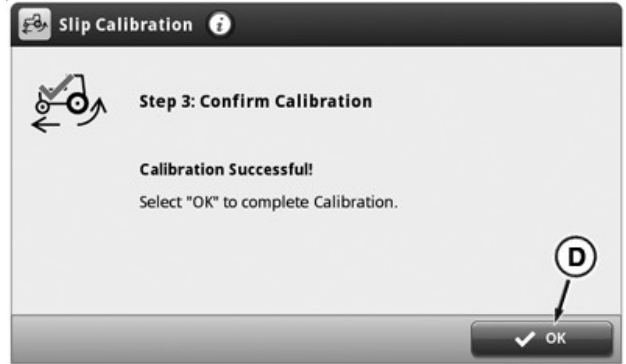 Slip Calibration i
Step 3: Confirm Calibration
Calibration Successful!
Select "OK" to complete Calibration.
D
OK